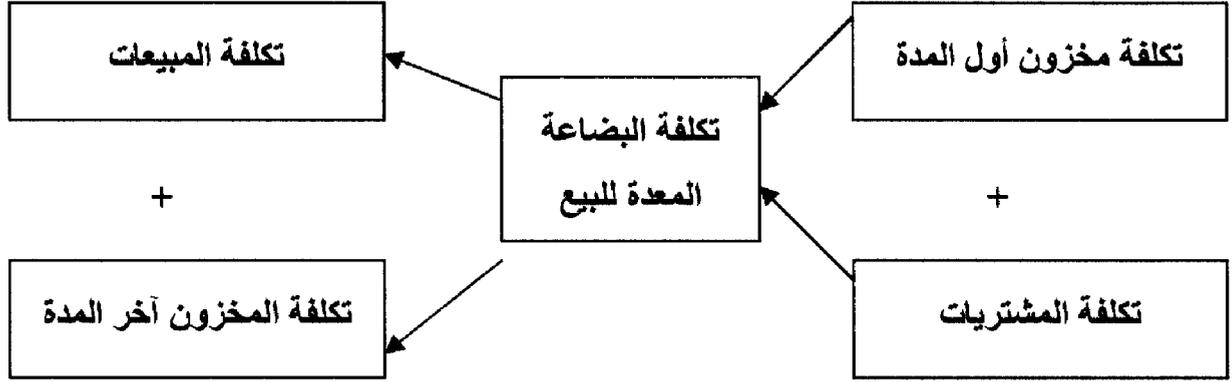 تكلفة مخزون أول المدة
+
تكلفة المشتريات
تكلفة البضاعة
المعدة للبيع
تكلفة المبيعات
+
تكلفة المخزون آخر المدة